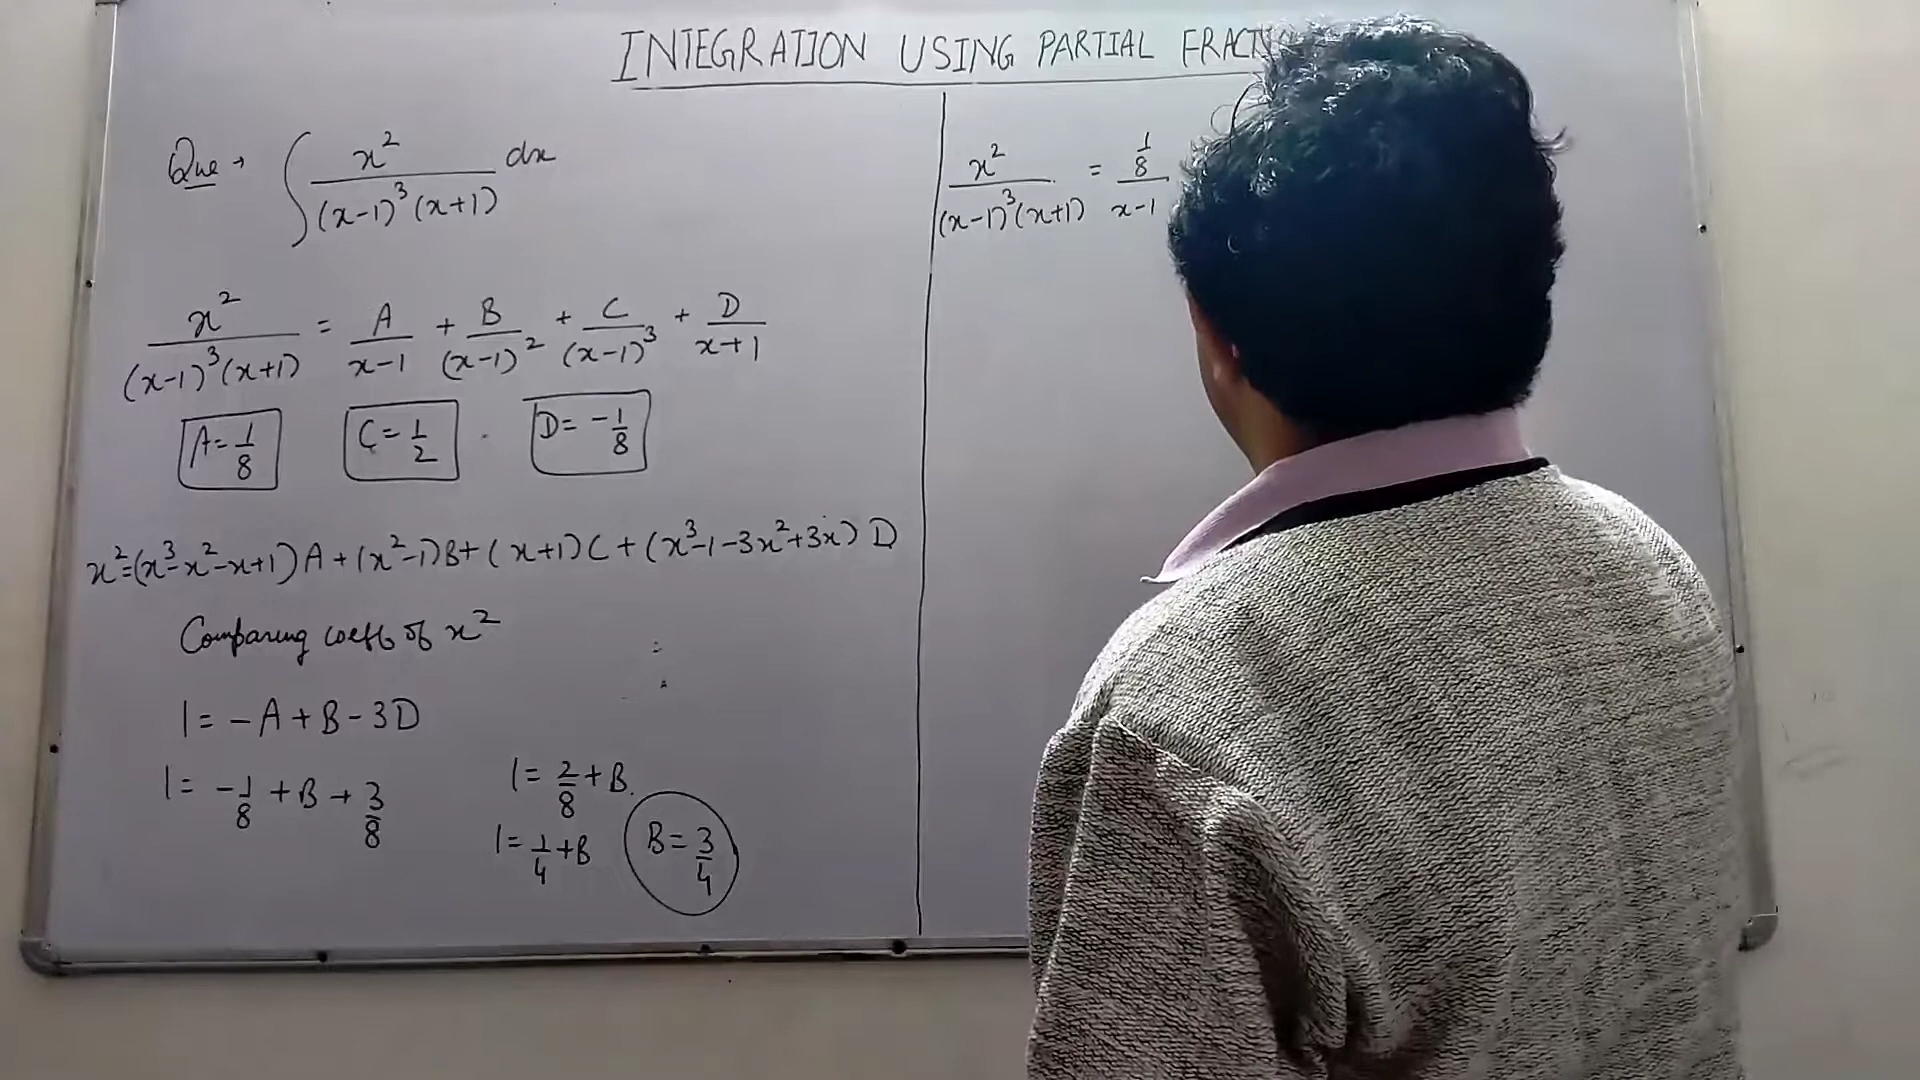 INTEGRATION USING PARTIAL
Que → ∫ x² / (x-1)³(x+1) dx
x² / (x-1)³(x+1) = A / x-1 + B / (x-1)² + C / (x-1)³ + D / x+1
A = 1/8 C = 1/2 D = -1/8
x² = (x³-x²-x+1)A + (x²-1)B + (x+1)C + (x³-1-3x²+3x)D
Comparing coeff of x²
1 = -A + B - 3D
1 = -1/8 + B + 3/8
1 = 2/8 + B
1 = 1/4 + B
B = 3/4
x² / (x-1)³(x+1) = 1/8 / x-1